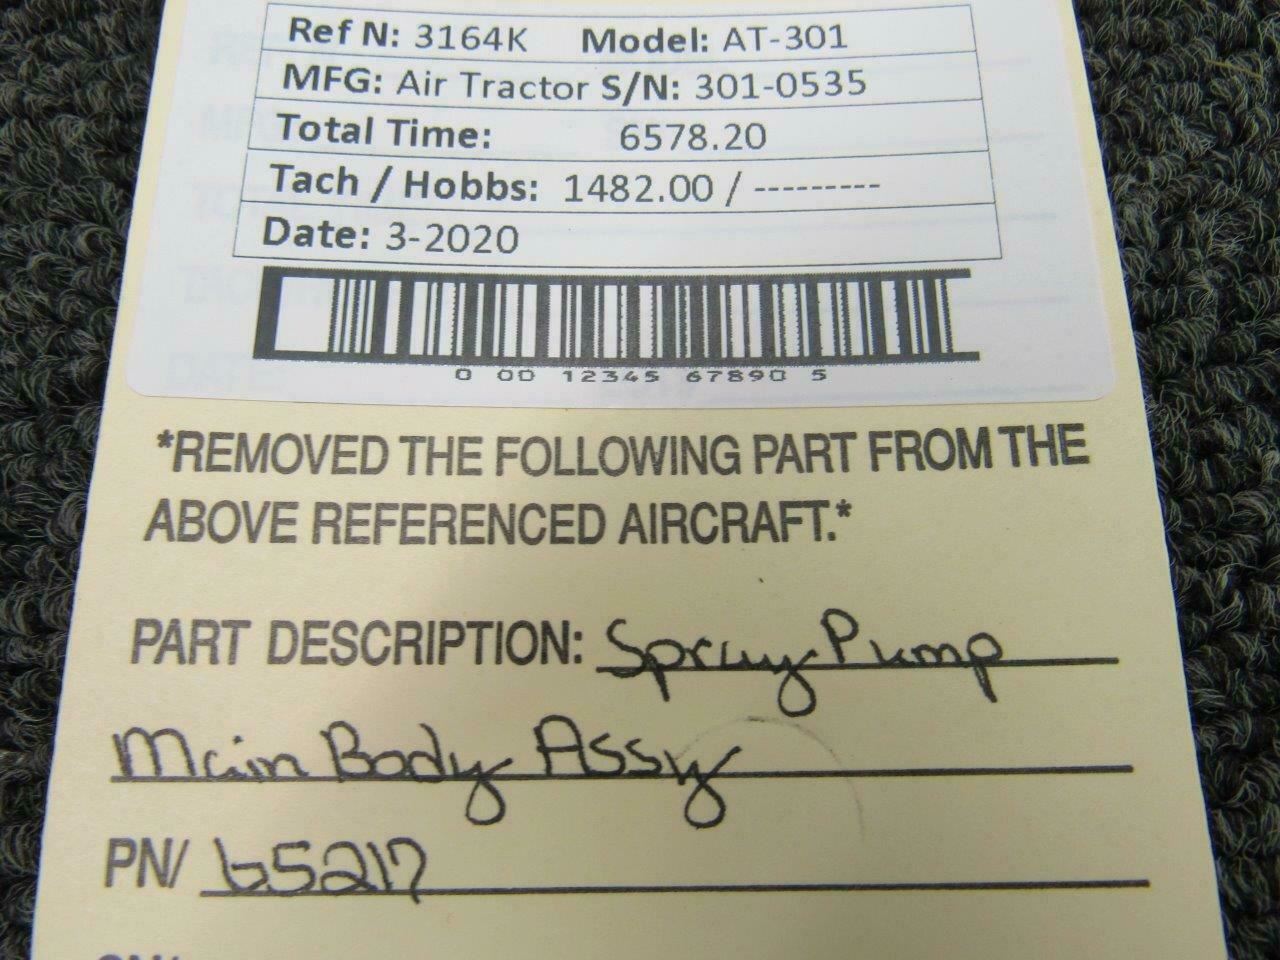 Ref N: 3164K Model: AT-301
MFG: Air Tractor S/N: 301-0535
Total Time: 6578.20
Tach / Hobbs: 1482.00 / ---------
Date: 3-2020
0 00 12345 67890 5
*REMOVED THE FOLLOWING PART FROM THE
ABOVE REFERENCED AIRCRAFT.*
PART DESCRIPTION: Spray Pump
Main Body Assy
PN/ 65217